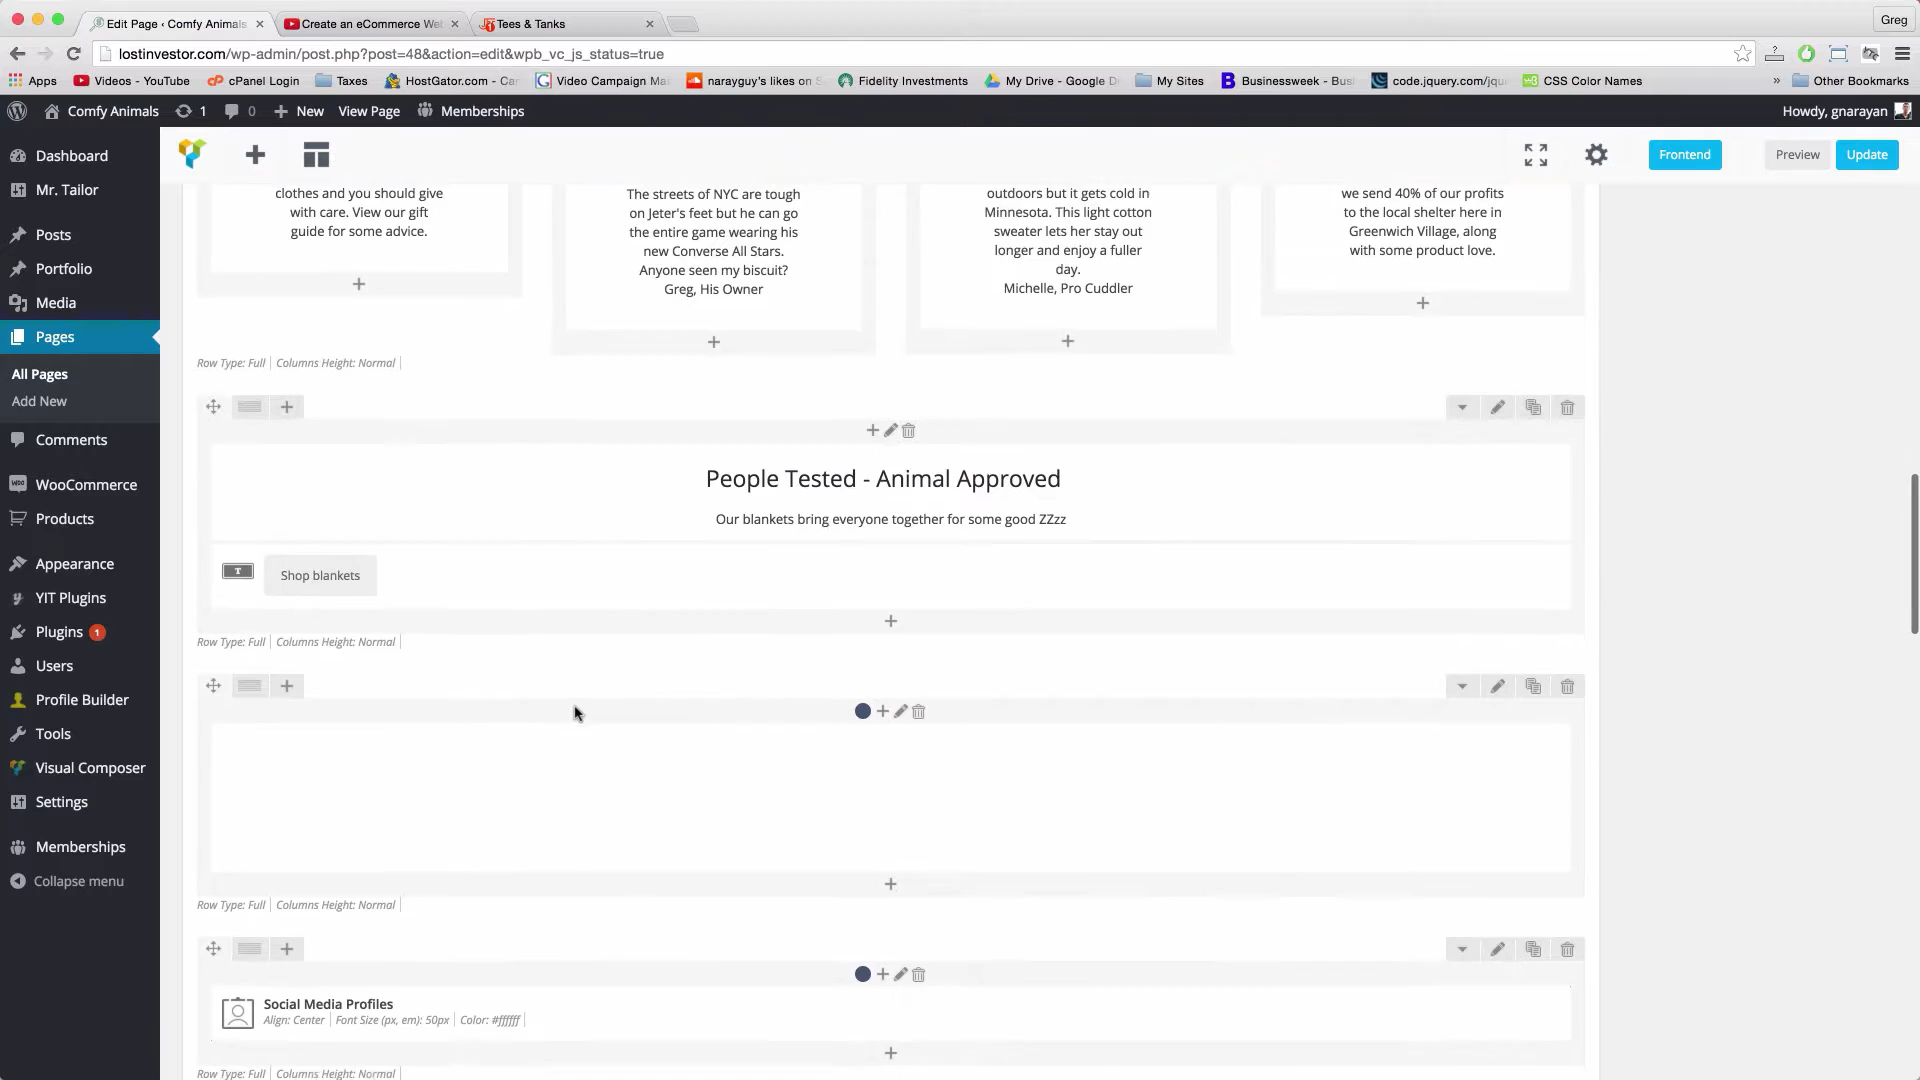 Edit Page ‹ Comfy Animals
Create an eCommerce Web
Tees & Tanks
Greg
lostinvestor.com/wp-admin/post.php?post=48&action=edit&wpb_vc_js_status=true
Apps
Videos - YouTube
cPanel Login
Taxes
HostGator.com - Car
Video Campaign Ma
narayguy's likes on S
Fidelity Investments
My Drive - Google D
My Sites
Businessweek - Bus
code.jquery.com/jqu
CSS Color Names
»
Other Bookmarks
Comfy Animals
1
0
New
View Page
Memberships
Howdy, gnarayan
Dashboard
Mr. Tailor
Posts
Portfolio
Media
Pages
All Pages
Add New
Comments
WooCommerce
Products
Appearance
YIT Plugins
Plugins 1
Users
Profile Builder
Tools
Visual Composer
Settings
Memberships
Collapse menu
Frontend
Preview
Update
clothes and you should give
with care. View our gift
guide for some advice.
The streets of NYC are tough
on Jeter's feet but he can go
the entire game wearing his
new Converse All Stars.
Anyone seen my biscuit?
Greg, His Owner
outdoors but it gets cold in
Minnesota. This light cotton
sweater lets her stay out
longer and enjoy a fuller
day.
Michelle, Pro Cuddler
we send 40% of our profits
to the local shelter here in
Greenwich Village, along
with some product love.
Row Type: Full
Columns Height: Normal
People Tested - Animal Approved
Our blankets bring everyone together for some good ZZzz
T
Shop blankets
Row Type: Full
Columns Height: Normal
Row Type: Full
Columns Height: Normal
Social Media Profiles
Align: Center
Font Size (px, em): 50px
Color: #ffffff
Row Type: Full
Columns Height: Normal